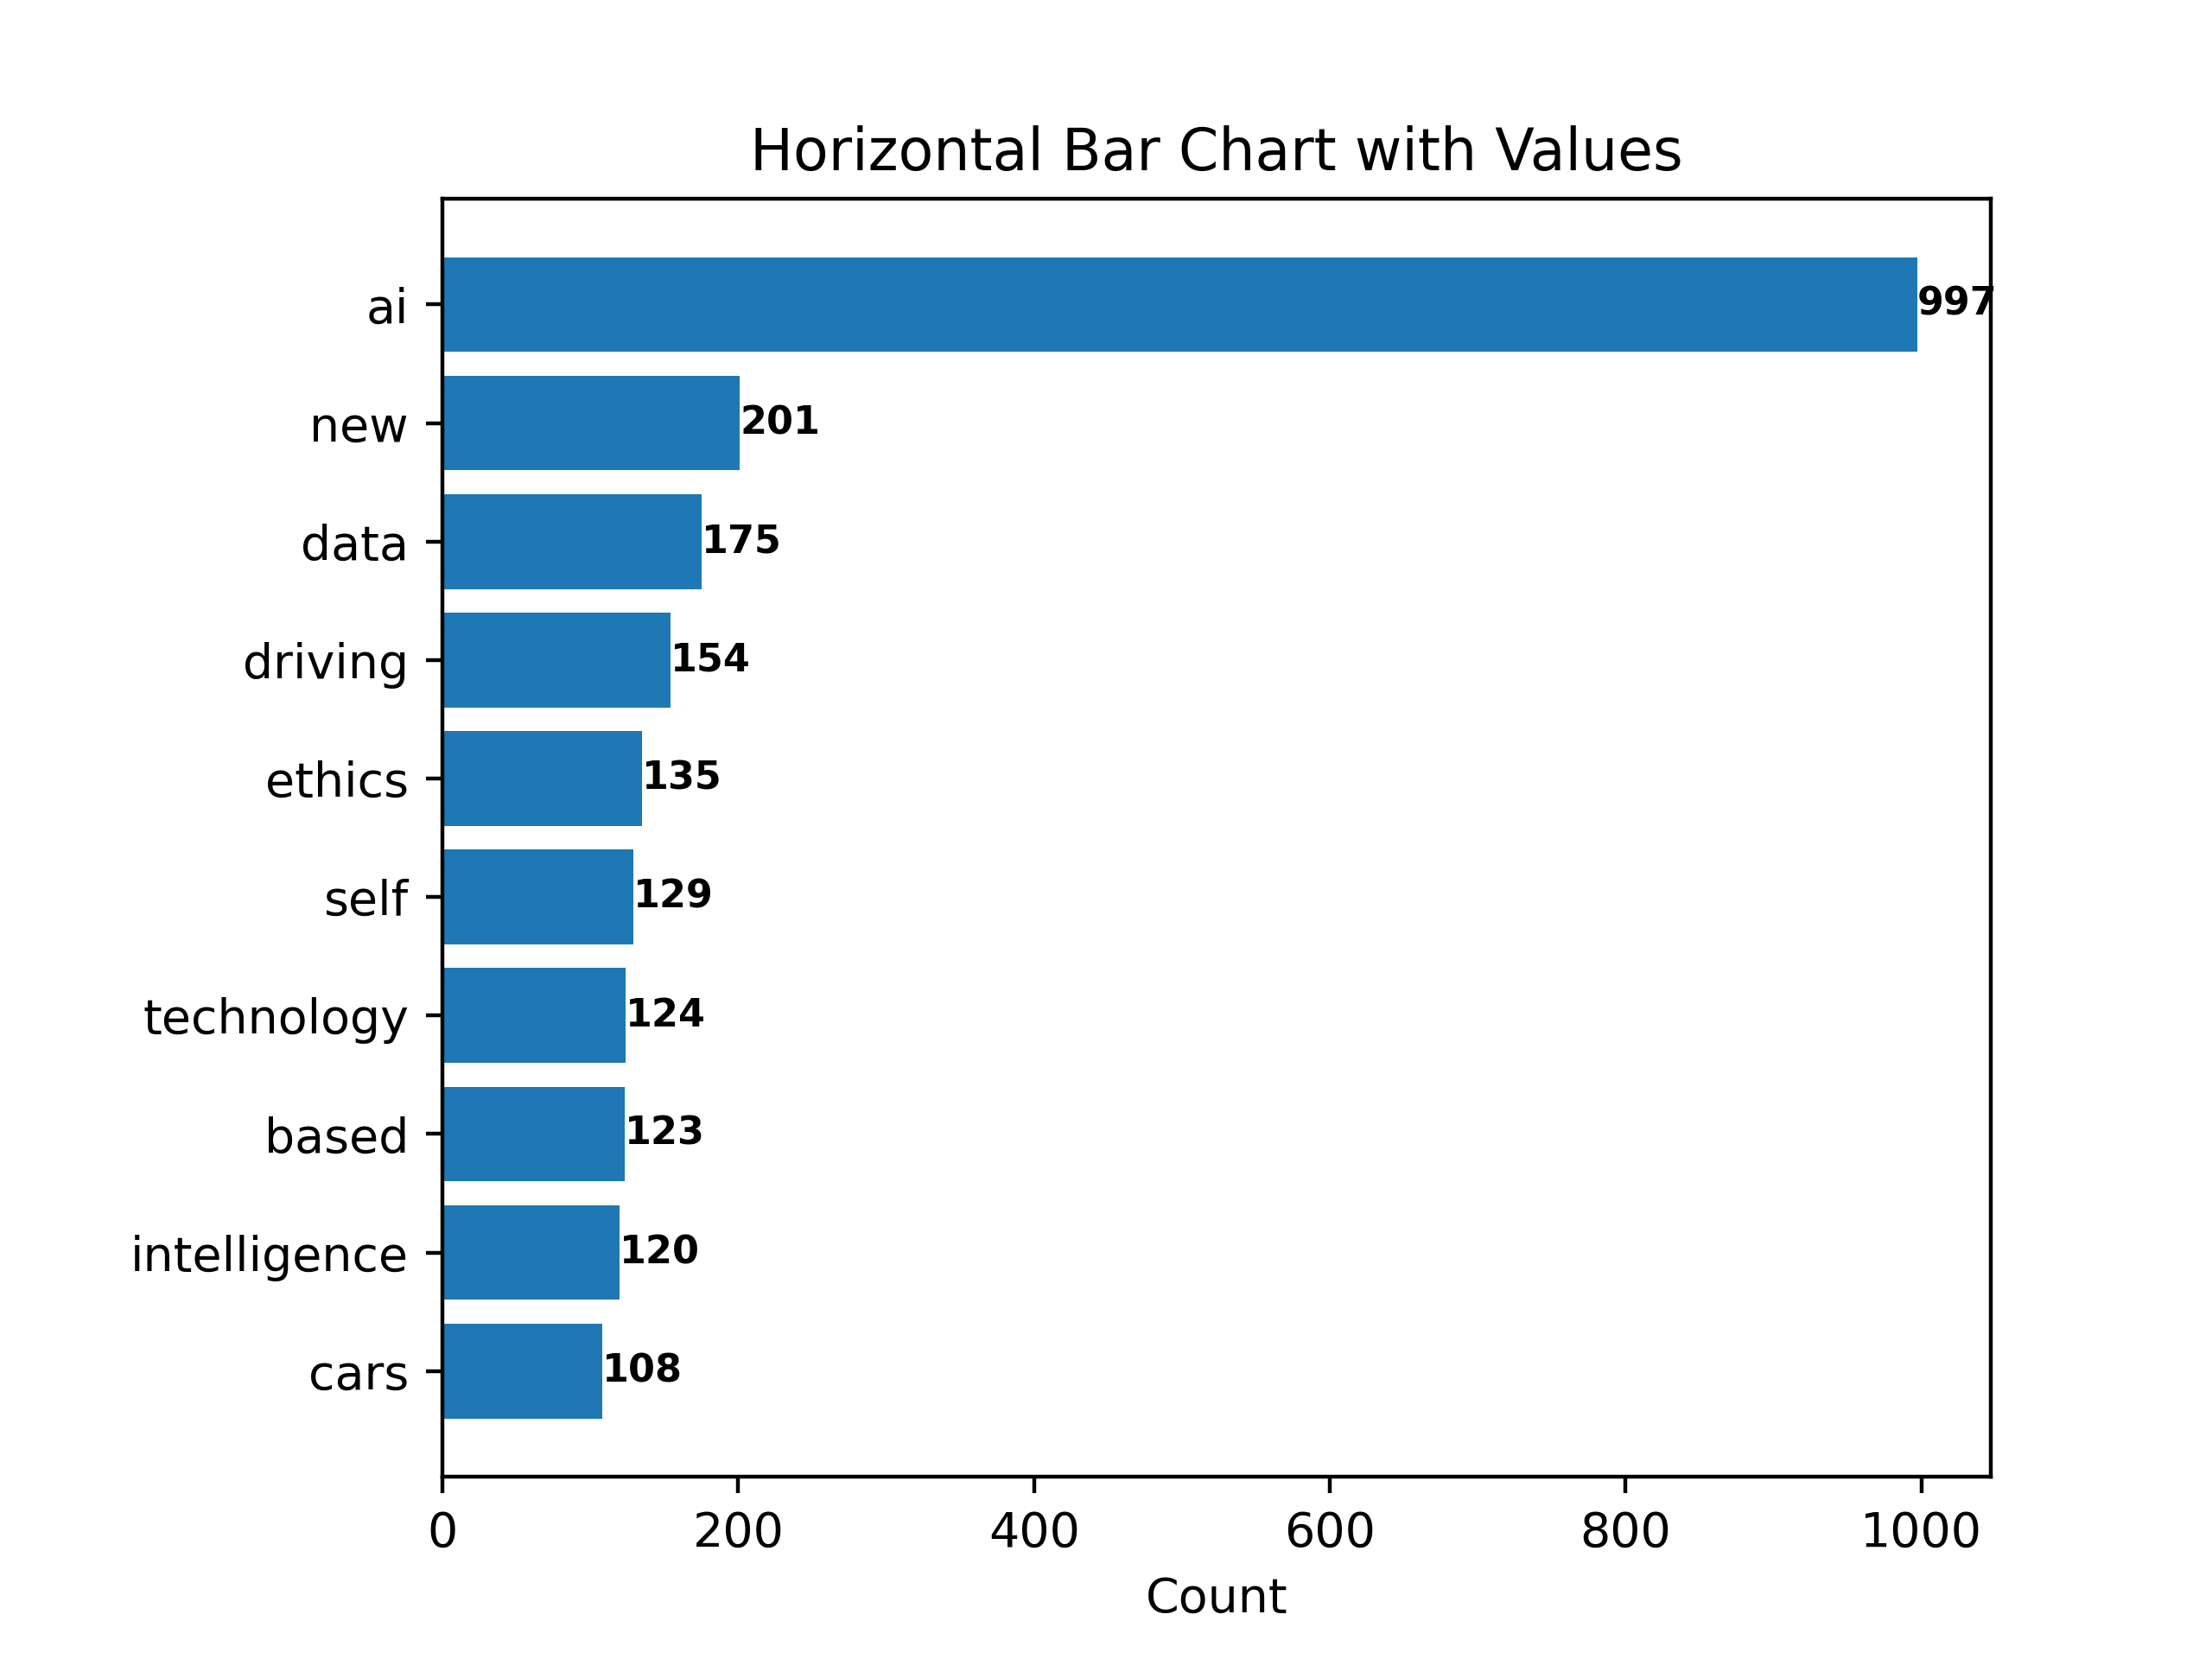 Horizontal Bar Chart with Values
ai 997
new 201
data 175
driving 154
ethics 135
self 129
technology 124
based 123
intelligence 120
cars 108
0 200 400 600 800 1000
Count